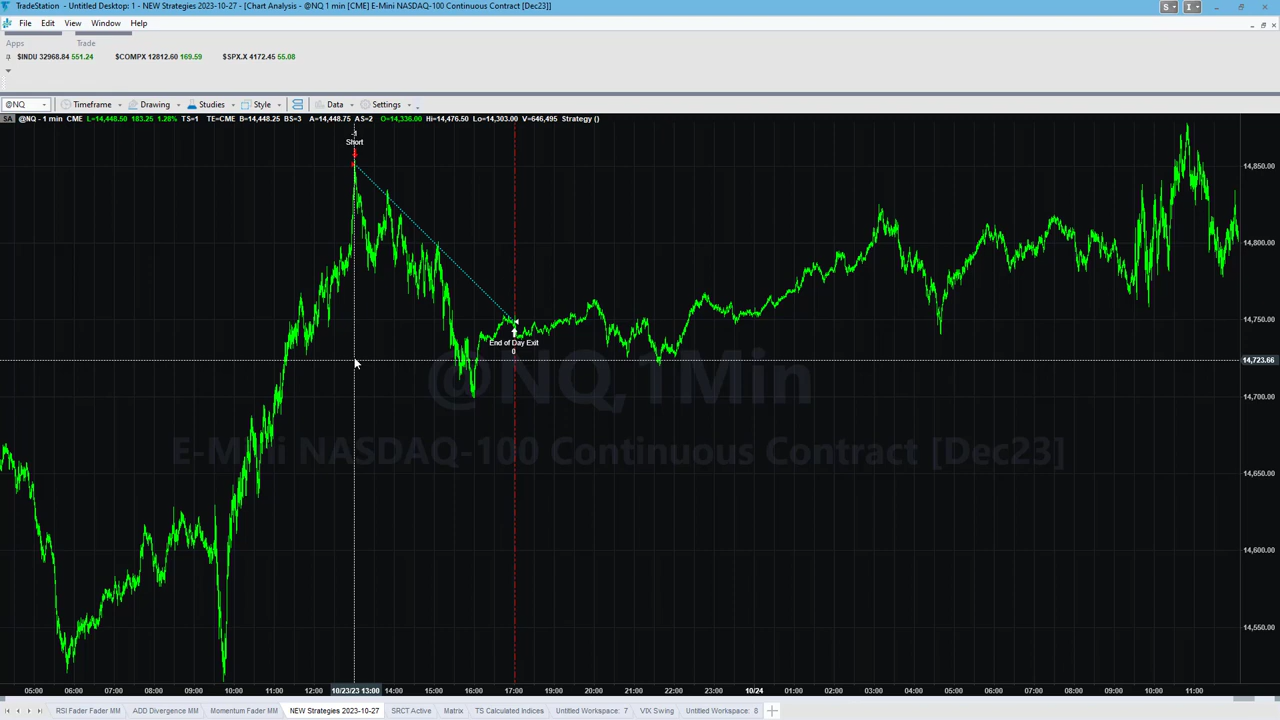 TradeStation - Untitled Desktop: 1 - NEW Strategies 2023-10-27 - [Chart Analysis - @NQ 1 min [CME] E-Mini NASDAQ-100 Continuous Contract [Dec23]]
S I
File Edit View Window Help
Apps Trade
$INDU 32968.84 551.24 $COMPX 12812.60 169.59 $SPX.X 4172.45 55.08
@NQ Timeframe Drawing Studies Style Data Settings
SA @NQ - 1 min CME L=14,448.50 183.25 1.28% TS=1 TE=CME B=14,448.25 BS=3 A=14,448.75 AS=2 O=14,336.00 Hi=14,476.50 Lo=14,303.00 V=646,495 Strategy ()
-1
Short
14,850.00
14,800.00
14,750.00
End of Day Exit
0
14,723.66
@NQ,1Min
14,700.00
E-Mini NASDAQ-100 Continuous Contract [Dec23]
14,650.00
14,600.00
14,550.00
05:00 06:00 07:00 08:00 09:00 10:00 11:00 12:00 10/23/23 13:00 14:00 15:00 16:00 17:00 19:00 20:00 21:00 22:00 23:00 10/24 01:00 02:00 03:00 04:00 05:00 06:00 07:00 08:00 09:00 10:00 11:00
RSI Fader Fader MM ADD Divergence MM Momentum Fader MM NEW Strategies 2023-10-27 SRCT Active Matrix TS Calculated Indices Untitled Workspace: 7 VIX Swing Untitled Workspace: 8